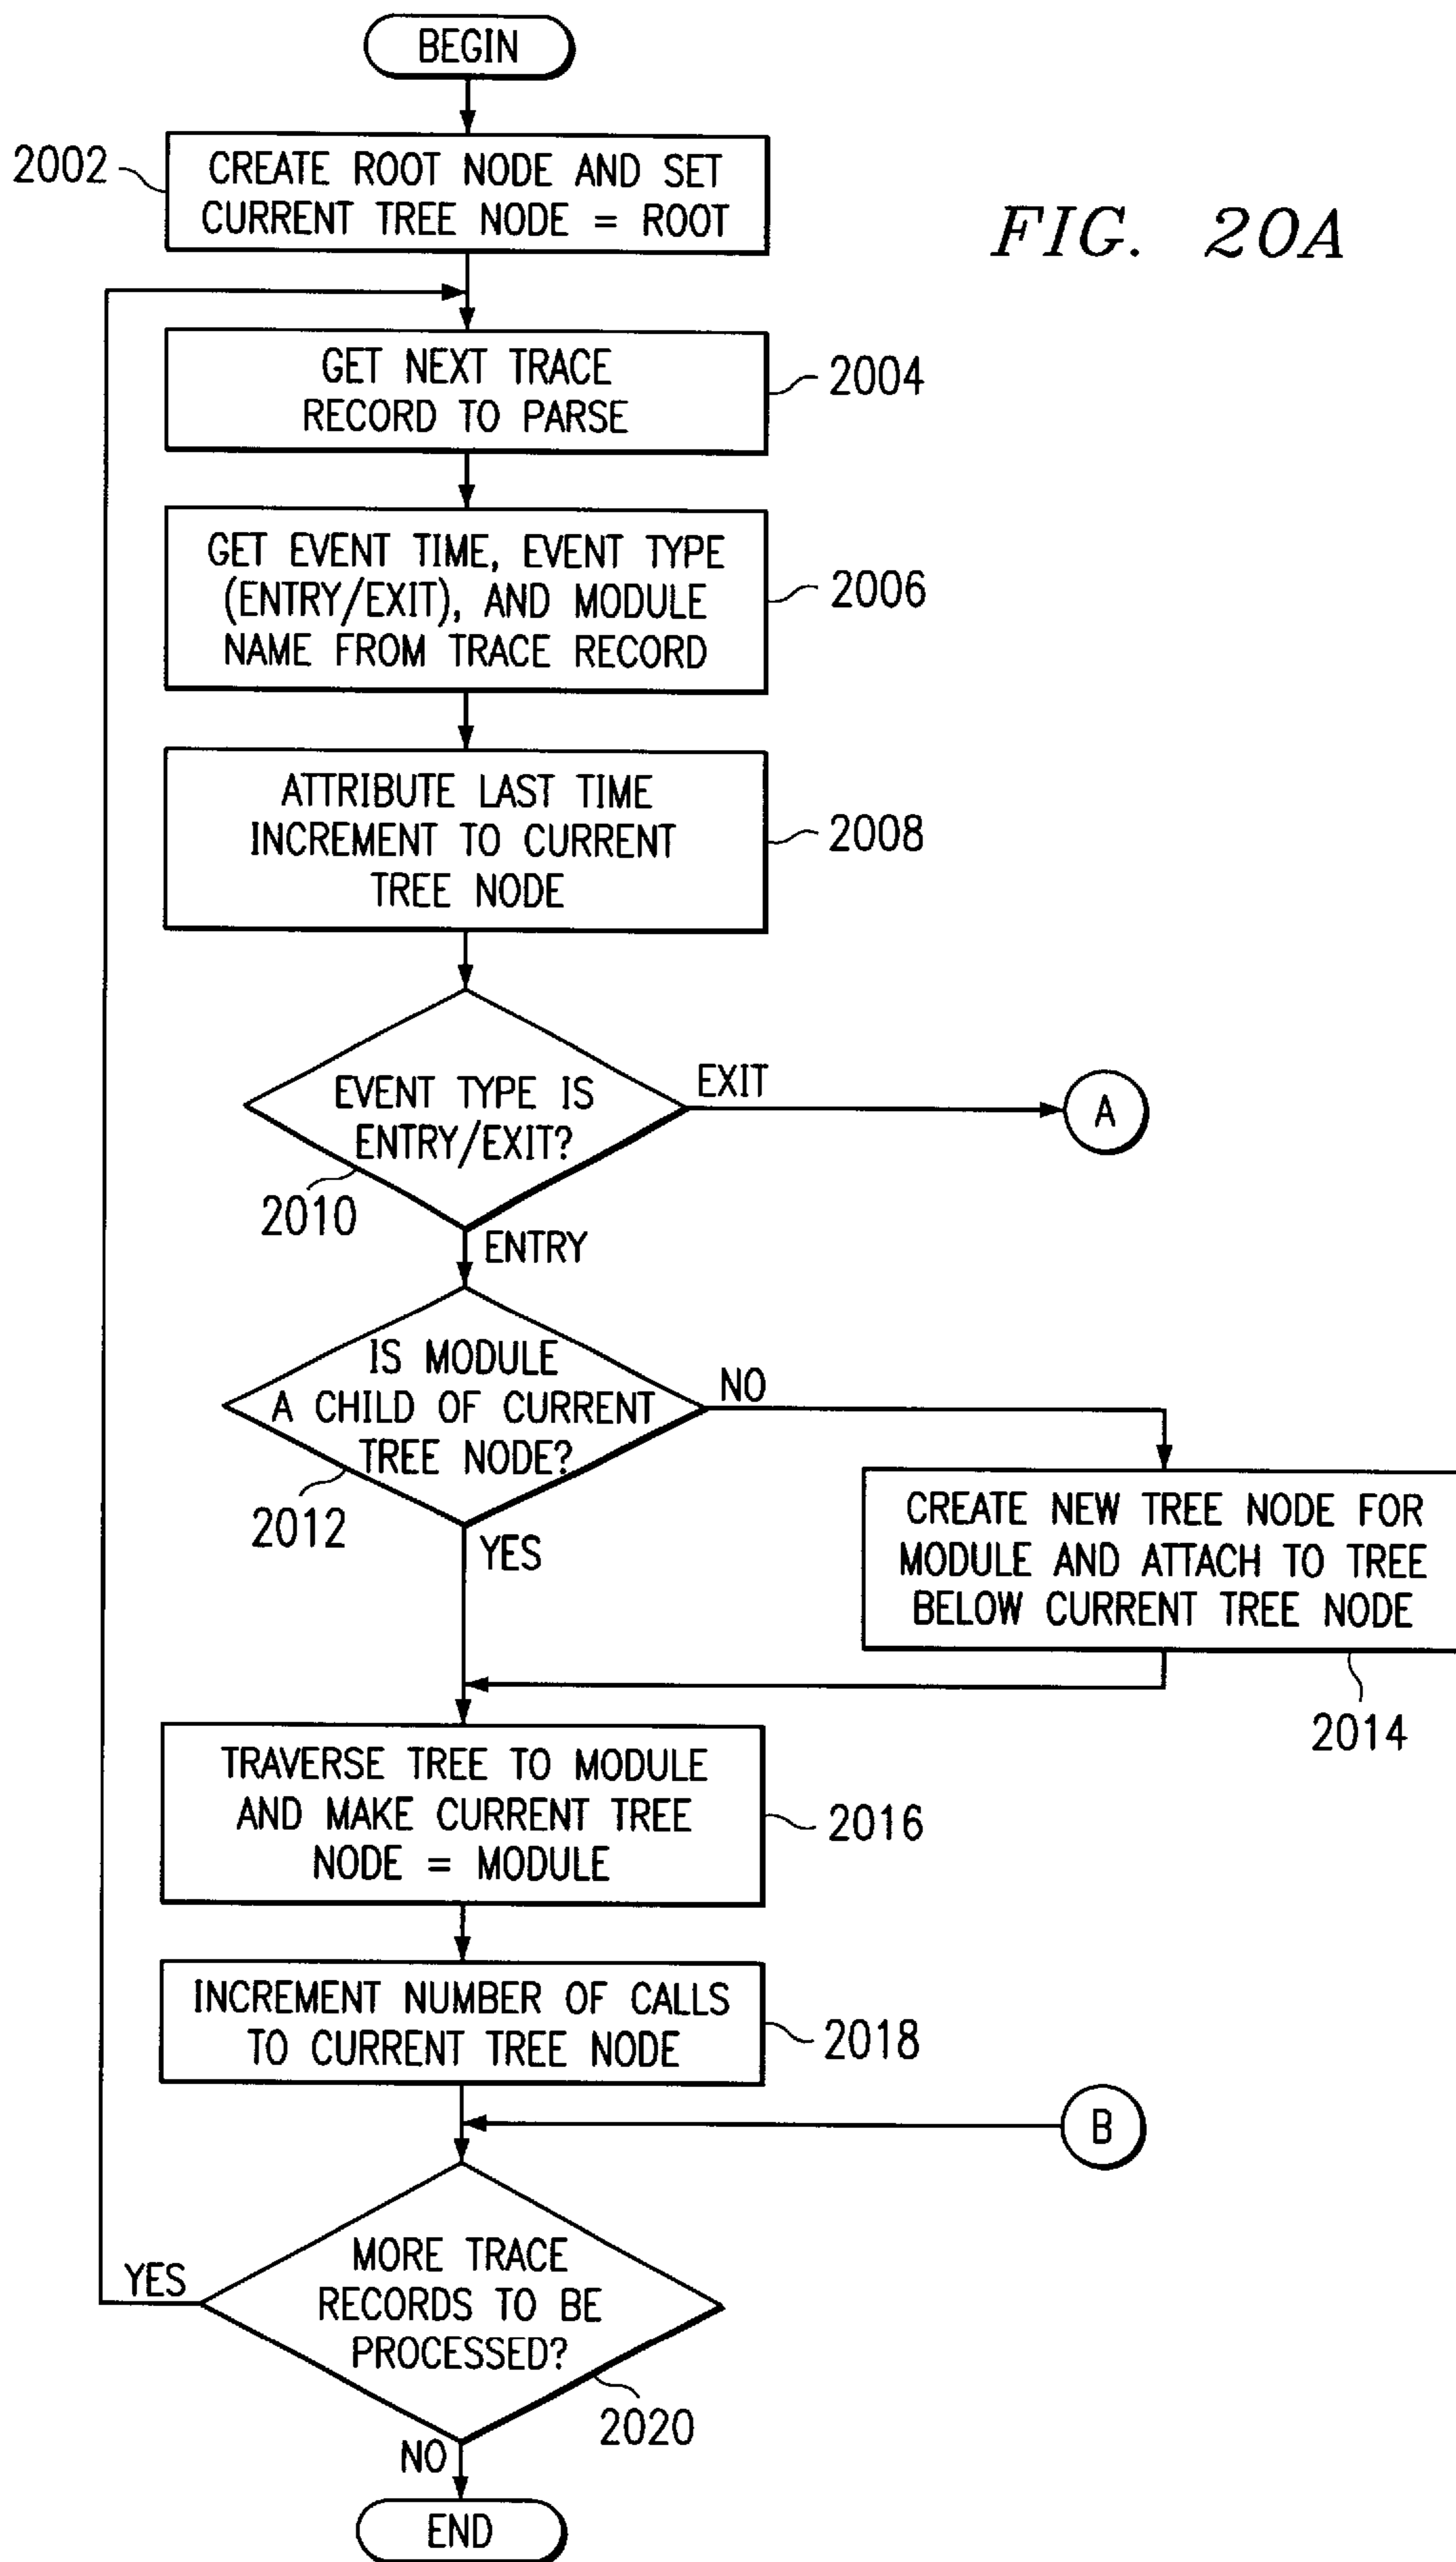 BEGIN
2002
CREATE ROOT NODE AND SET
CURRENT TREE NODE = ROOT
FIG. 20A
GET NEXT TRACE
RECORD TO PARSE
2004
GET EVENT TIME, EVENT TYPE
(ENTRY/EXIT), AND MODULE
NAME FROM TRACE RECORD
2006
ATTRIBUTE LAST TIME
INCREMENT TO CURRENT
TREE NODE
2008
EVENT TYPE IS
ENTRY/EXIT?
EXIT
A
2010
ENTRY
IS MODULE
A CHILD OF CURRENT
TREE NODE?
NO
2012
YES
CREATE NEW TREE NODE FOR
MODULE AND ATTACH TO TREE
BELOW CURRENT TREE NODE
2014
TRAVERSE TREE TO MODULE
AND MAKE CURRENT TREE
NODE = MODULE
2016
INCREMENT NUMBER OF CALLS
TO CURRENT TREE NODE
2018
B
MORE TRACE
RECORDS TO BE
PROCESSED?
YES
2020
NO
END